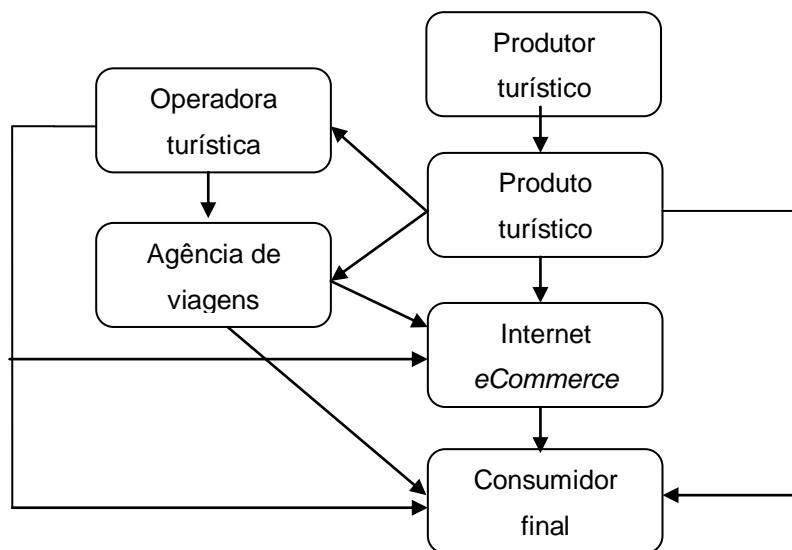 Produtor
turístico
Operadora
turística
Produto
turístico
Agência de
viagens
Internet
eCommerce
Consumidor
final